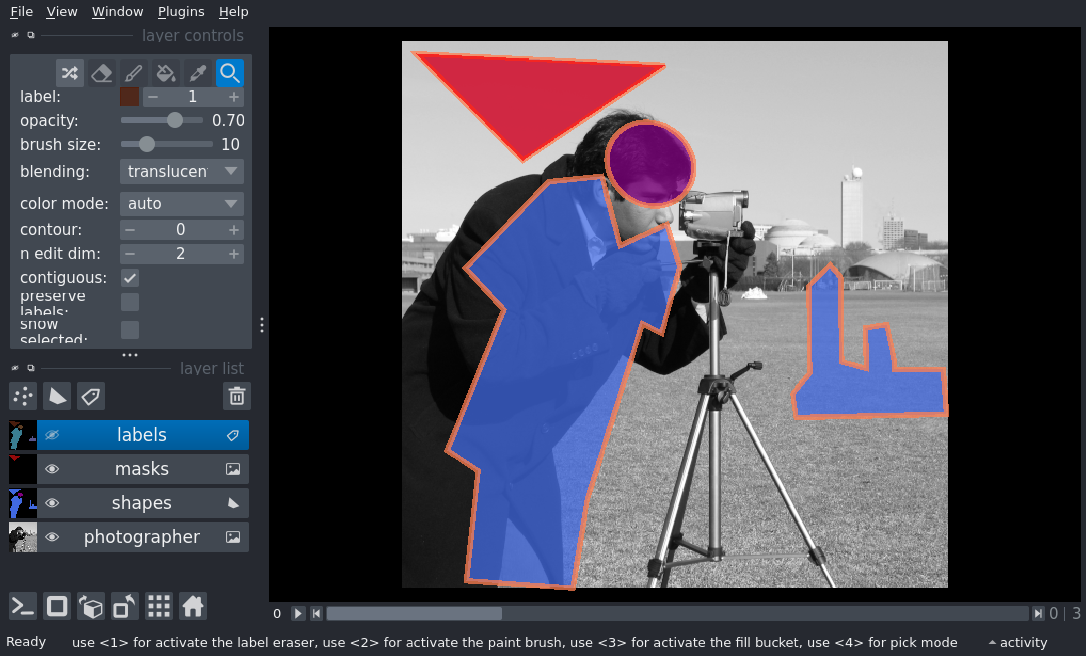 File View Window Plugins Help
layer controls
label: 1
opacity: 0.70
brush size: 10
blending: translucen
color mode: auto
contour: 0
n edit dim: 2
contiguous:
preserve
labels:
show
selected:
layer list
labels
masks
shapes
photographer
0 0 | 3
Ready use <1> for activate the label eraser, use <2> for activate the paint brush, use <3> for activate the fill bucket, use <4> for pick mode activity